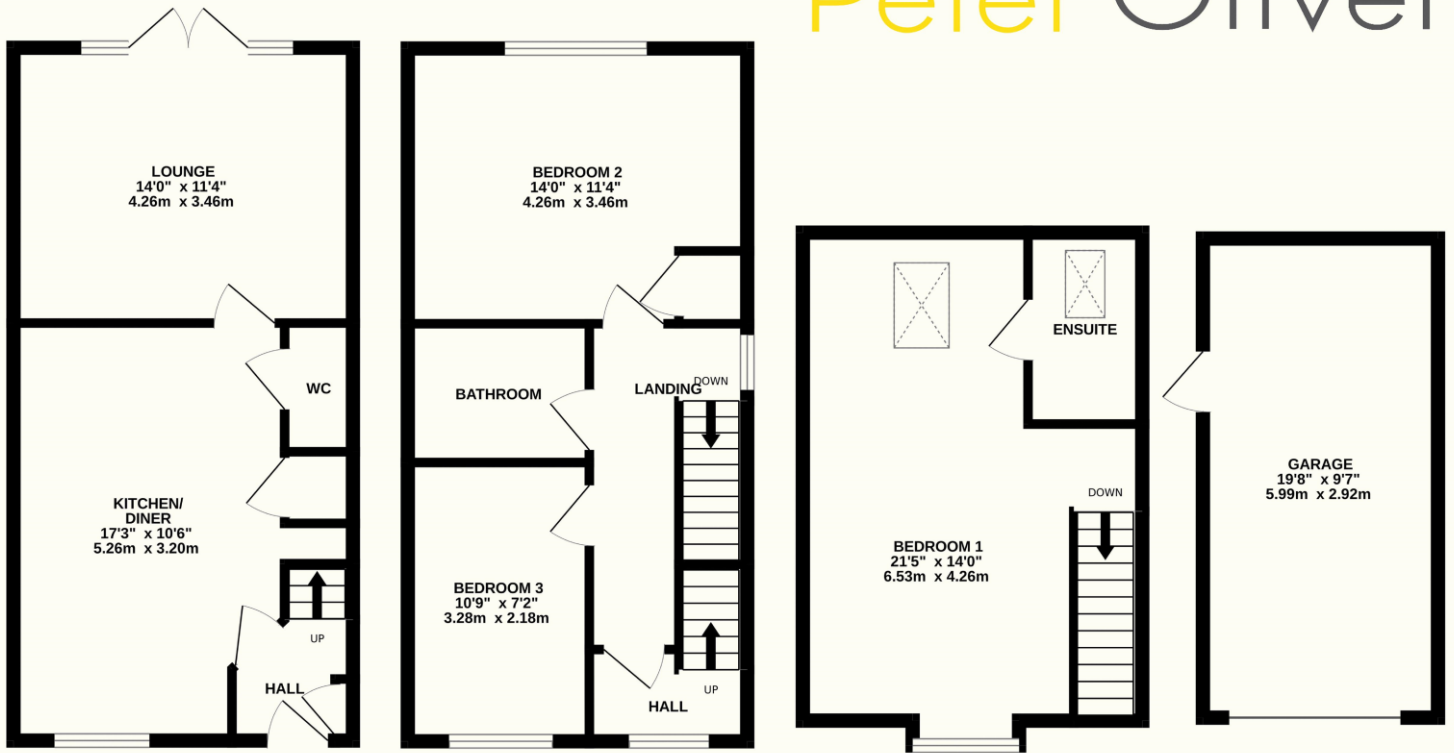 Peter Oliver
LOUNGE
14'0" x 11'4"
4.26m x 3.46m
WC
KITCHEN/
DINER
17'3" x 10'6"
5.26m x 3.20m
UP
HALL
BEDROOM 2
14'0" x 11'4"
4.26m x 3.46m
BATHROOM
LANDING
DOWN
BEDROOM 3
10'9" x 7'2"
3.28m x 2.18m
UP
HALL
ENSUITE
DOWN
BEDROOM 1
21'5" x 14'0"
6.53m x 4.26m
GARAGE
19'8" x 9'7"
5.99m x 2.92m